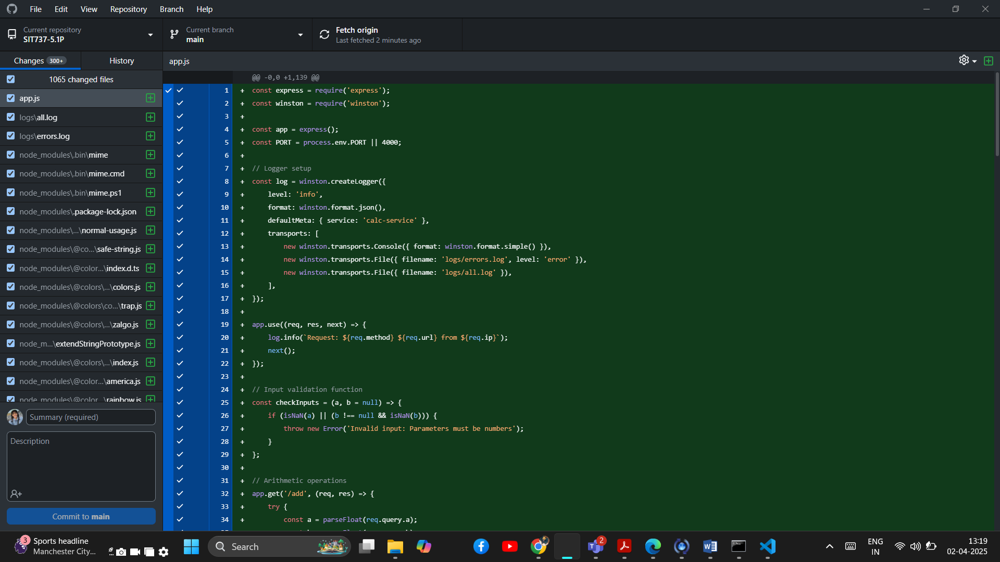 File Edit View Repository Branch Help
Current repository
SIT737-5.1P
Current branch
main
Fetch origin
Last fetched 2 minutes ago
Changes 300+
History
1065 changed files
app.js
logs\all.log
logs\errors.log
node_modules\.bin\mime
node_modules\.bin\mime.cmd
node_modules\.bin\mime.ps1
node_modules\.package-lock.json
node_modules\...\normal-usage.js
node_modules\@co...\safe-string.js
node_modules\@color...\index.d.ts
node_modules\@colors\...\colors.js
node_modules\@colors\co...\trap.js
node_modules\@colors\...\zalgo.js
node_m...\extendStringPrototype.js
node_modules\@colors\...\index.js
node_modules\@color...\america.js
node_modules\@color...\rainbow.js
Summary (required)
Description
Commit to main
app.js
@@ -0,0 +1,139 @@
1 + const express = require('express');
2 + const winston = require('winston');
3 +
4 + const app = express();
5 + const PORT = process.env.PORT || 4000;
6 +
7 + // Logger setup
8 + const log = winston.createLogger({
9 + level: 'info',
10 + format: winston.format.json(),
11 + defaultMeta: { service: 'calc-service' },
12 + transports: [
13 + new winston.transports.Console({ format: winston.format.simple() }),
14 + new winston.transports.File({ filename: 'logs/errors.log', level: 'error' }),
15 + new winston.transports.File({ filename: 'logs/all.log' }),
16 + ],
17 + });
18 +
19 + app.use((req, res, next) => {
20 + log.info(`Request: ${req.method} ${req.url} from ${req.ip}`);
21 + next();
22 + });
23 +
24 + // Input validation function
25 + const checkInputs = (a, b = null) => {
26 + if (isNaN(a) || (b !== null && isNaN(b))) {
27 + throw new Error('Invalid input: Parameters must be numbers');
28 + }
29 + };
30 +
31 + // Arithmetic operations
32 + app.get('/add', (req, res) => {
33 + try {
34 + const a = parseFloat(req.query.a);
3
Sports headline
Manchester City...
Search
2
ENG
IN
13:19
02-04-2025